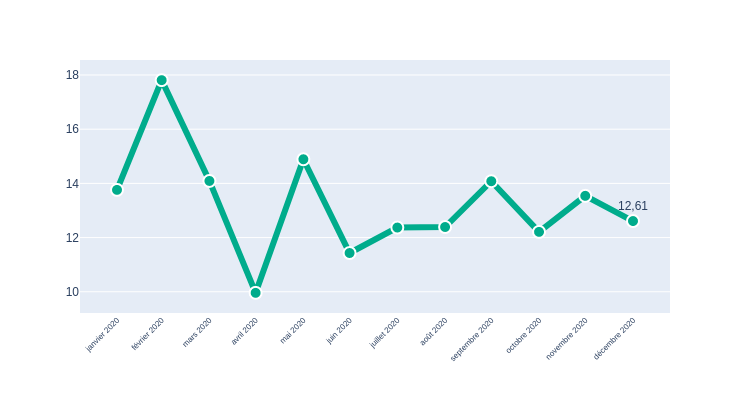 18
16
14
12
10
12,61
janvier 2020
février 2020
mars 2020
avril 2020
mai 2020
juin 2020
juillet 2020
août 2020
septembre 2020
octobre 2020
novembre 2020
décembre 2020